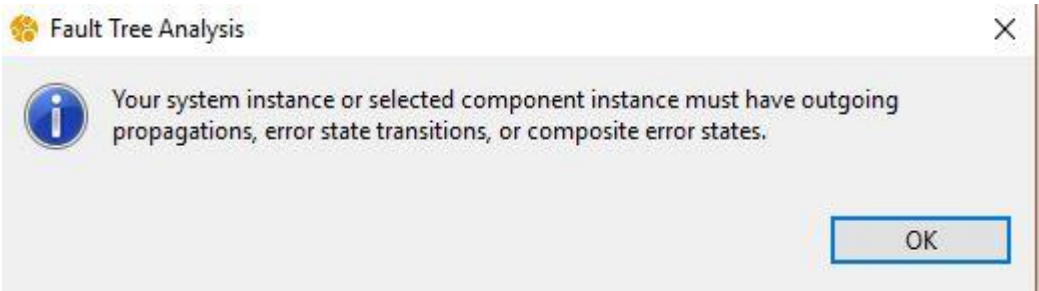 Fault Tree Analysis
Your system instance or selected component instance must have outgoing
propagations, error state transitions, or composite error states.
OK